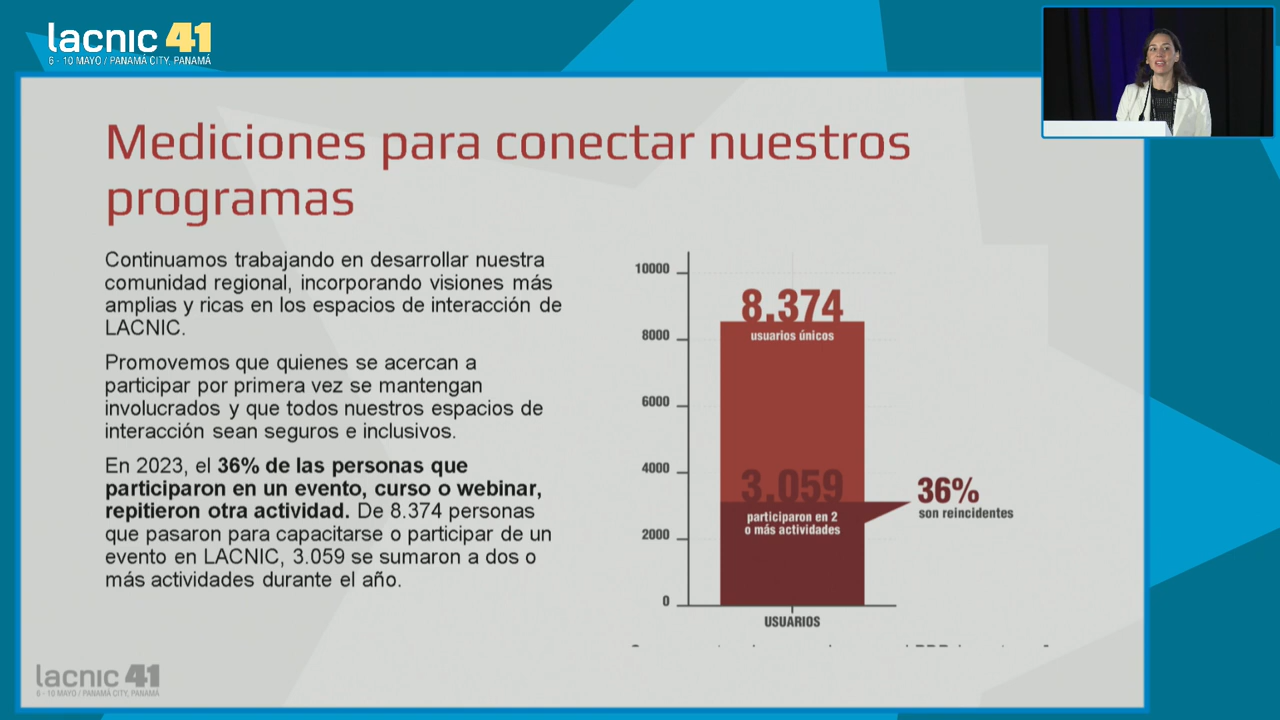 lacnic 41
6 - 10 MAYO / PANAMÁ CITY, PANAMÁ
Mediciones para conectar nuestros
programas
Continuamos trabajando en desarrollar nuestra
comunidad regional, incorporando visiones más
amplias y ricas en los espacios de interacción de
LACNIC.
Promovemos que quienes se acercan a
participar por primera vez se mantengan
involucrados y que todos nuestros espacios de
interacción sean seguros e inclusivos.
En 2023, el 36% de las personas que
participaron en un evento, curso o webinar,
repitieron otra actividad. De 8.374 personas
que pasaron para capacitarse o participar de un
evento en LACNIC, 3.059 se sumaron a dos o
más actividades durante el año.
10000
8.374
usuarios únicos
8000
6000
4000
3.059
36%
son reincidentes
participaron en 2
o más actividades
2000
0
USUARIOS
lacnic 41
6 - 10 MAYO / PANAMÁ CITY, PANAMÁ